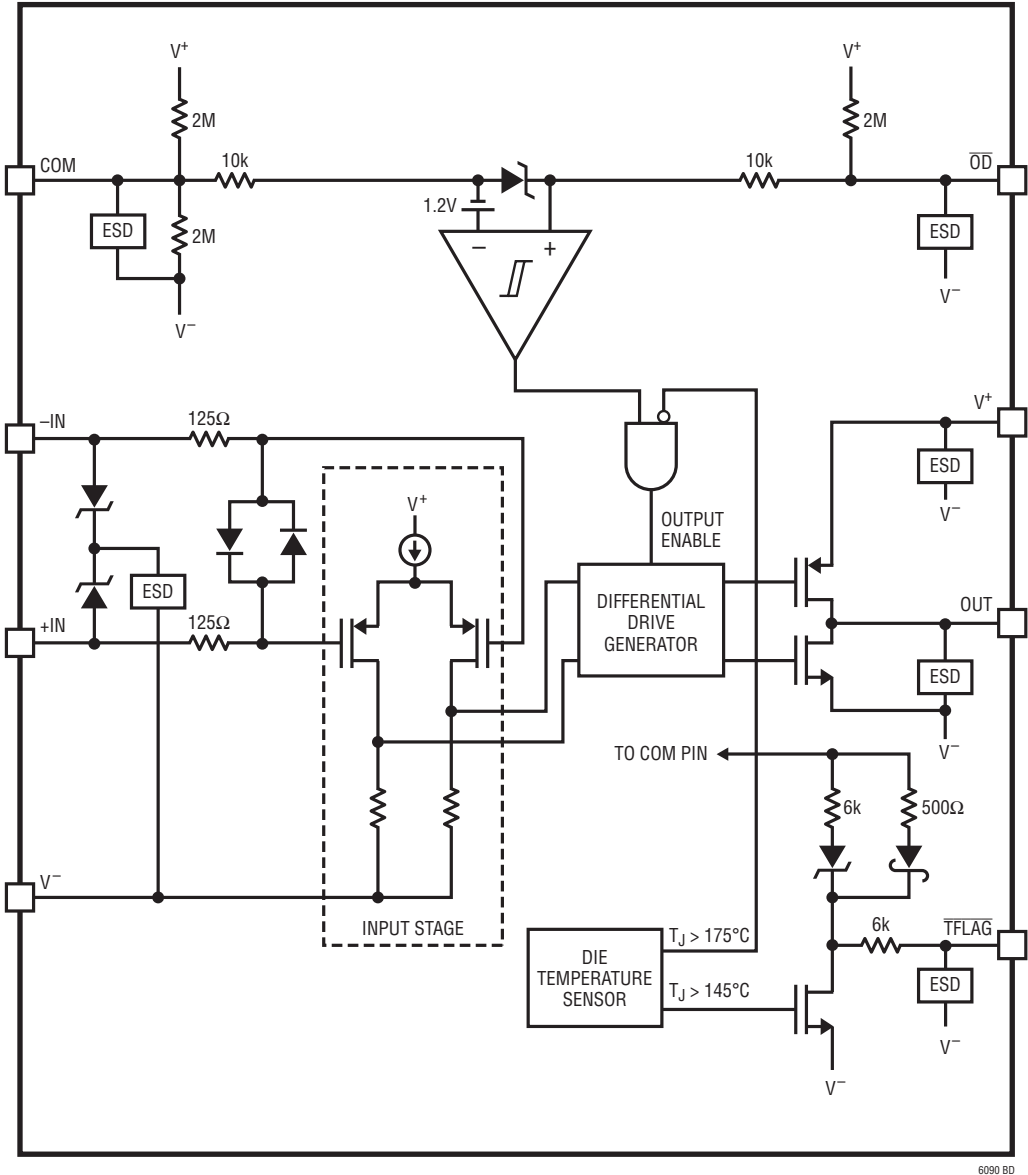 V+
V+
2M
2M
COM
10k
10k
OD
1.2V
ESD
2M
− +
ESD
V−
V−
–IN
125Ω
V+
V+
ESD
OUTPUT
ENABLE
V−
ESD
+IN
125Ω
DIFFERENTIAL
DRIVE
GENERATOR
OUT
ESD
V−
TO COM PIN
6k
500Ω
V−
INPUT STAGE
6k
TFLAG
DIE
TEMPERATURE
SENSOR
TJ > 175°C
TJ > 145°C
ESD
V−
V−
6090 BD